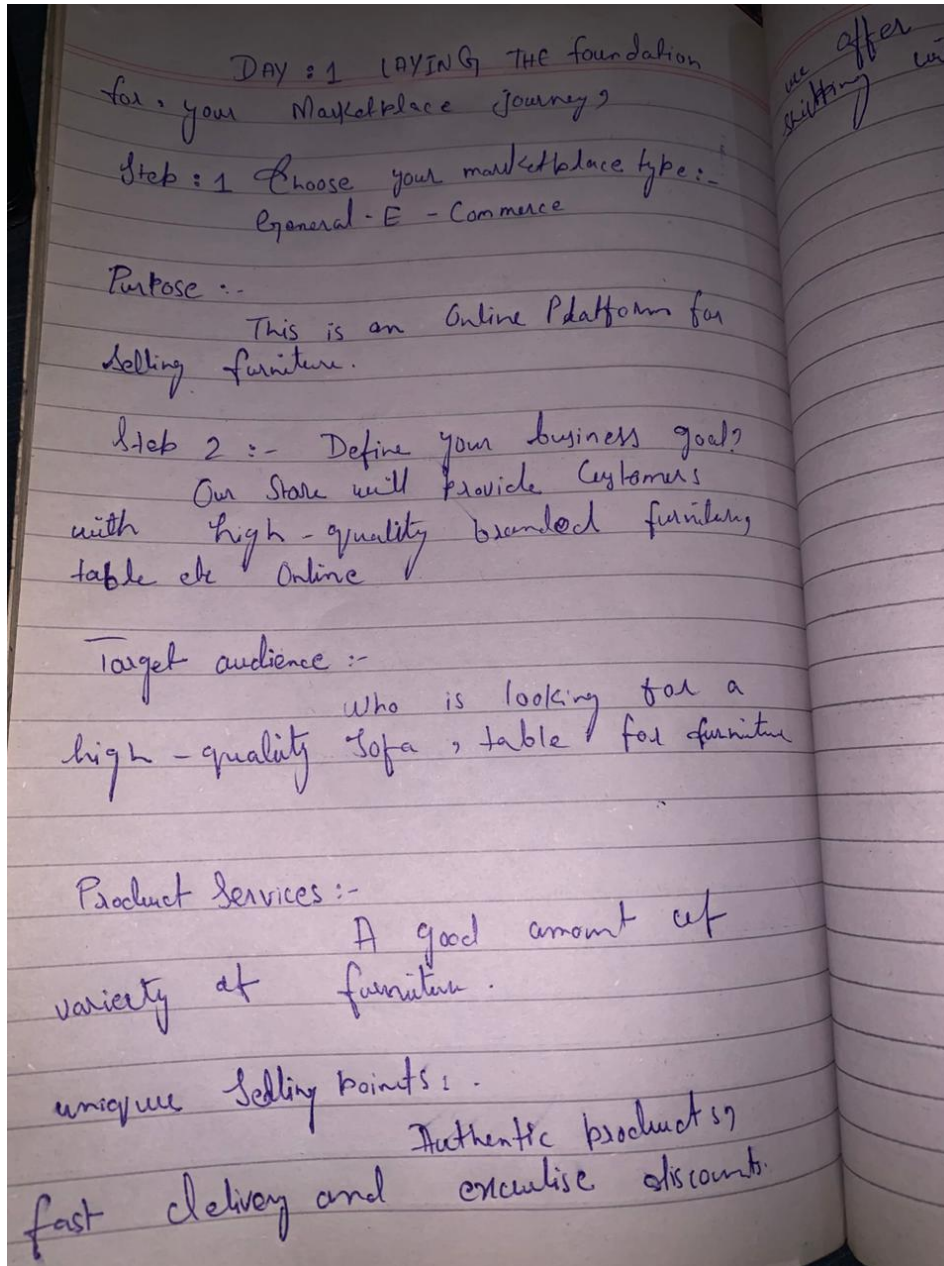 DAY : 1 LAYING THE foundation
for, your Marketplace journey?
Step : 1 Choose your marketplace type :-
General - E - Commerce
Purpose :-
This is an Online Platform for
Selling furniture.
Step 2 :- Define your business goal?
Our Store will provide Customers
with high - quality branded furniture,
table etc Online
Target audience :-
Who is looking for a
high - quality Sofa , table for furniture
Product Services :-
A good amount of
varierty of furniture.
unique Selling points : .
Authentic products,
fast delivery and discounts.
we offer